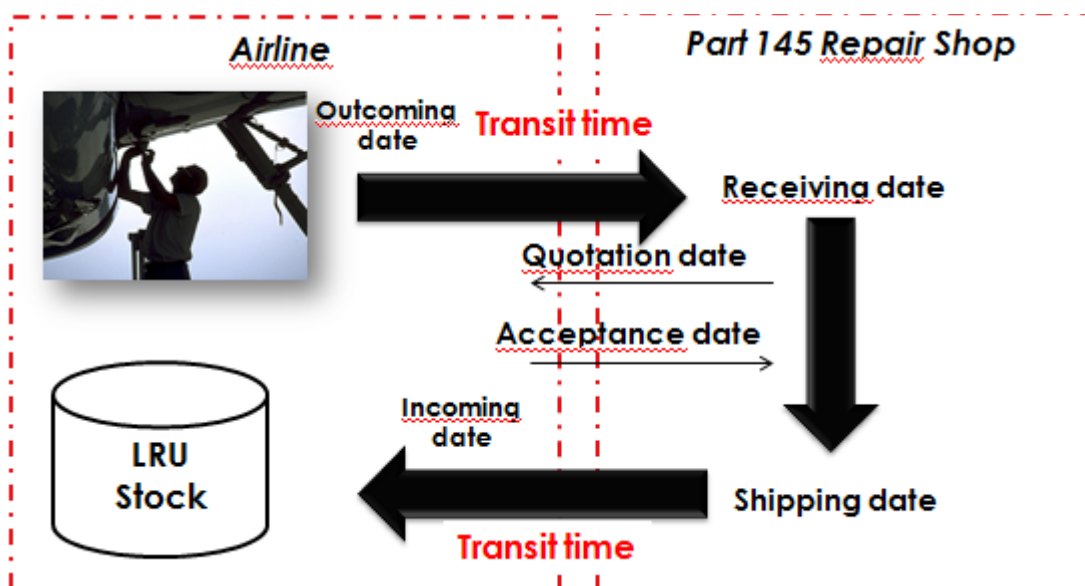 Airline
Part 145 Repair Shop
Outcoming
date
Transit time
Receiving date
Quotation date
Acceptance date
Incoming
date
LRU
Stock
Shipping date
Transit time